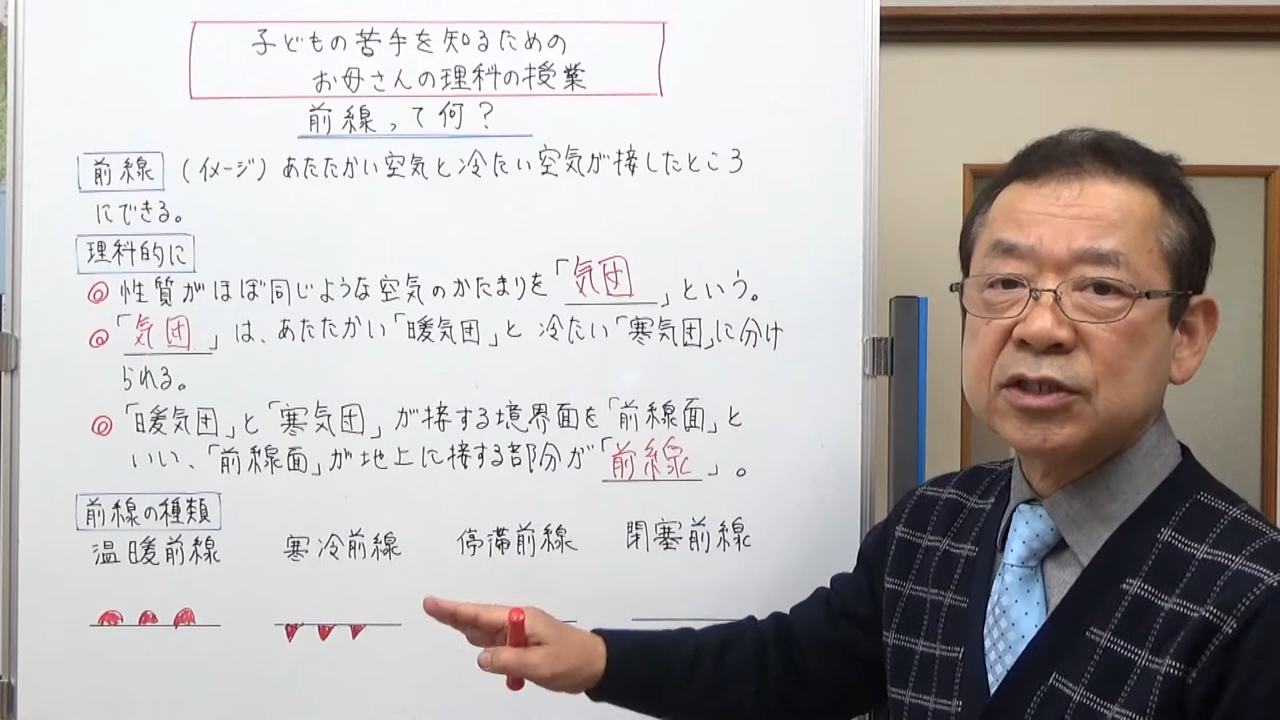 子どもの苦手を知るための
お母さんの理科の授業
前線って何？
前線 (イメージ) あたたかい空気と冷たい空気が接したところ
にできる。
理科的に
◎ 性質がほぼ同じような空気のかたまりを「気団」という。
◎「気団」は、あたたかい「暖気団」と冷たい「寒気団」に分け
られる。
◎「暖気団」と「寒気団」が接する境界面を「前線面」と
いい、「前線面」が地上に接する部分が「前線」。
前線の種類
温暖前線 寒冷前線 停滞前線 閉塞前線